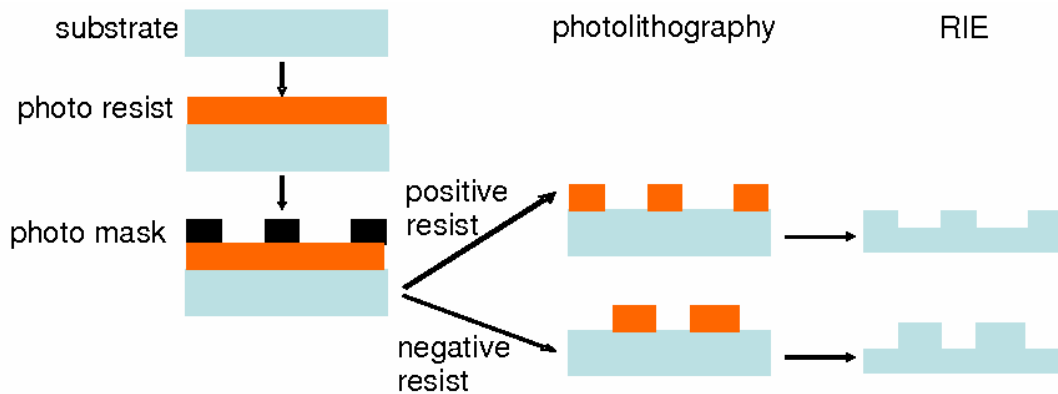 substrate
photolithography
RIE
photo resist
photo mask
positive
resist
negative
resist